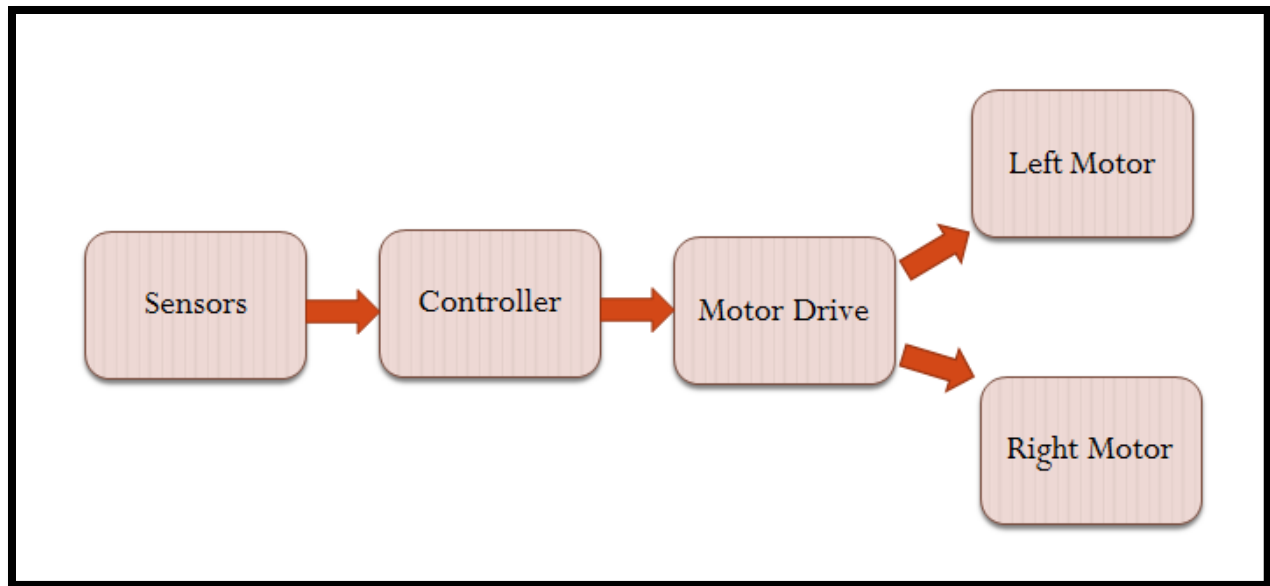 Sensors
Controller
Motor Drive
Left Motor
Right Motor